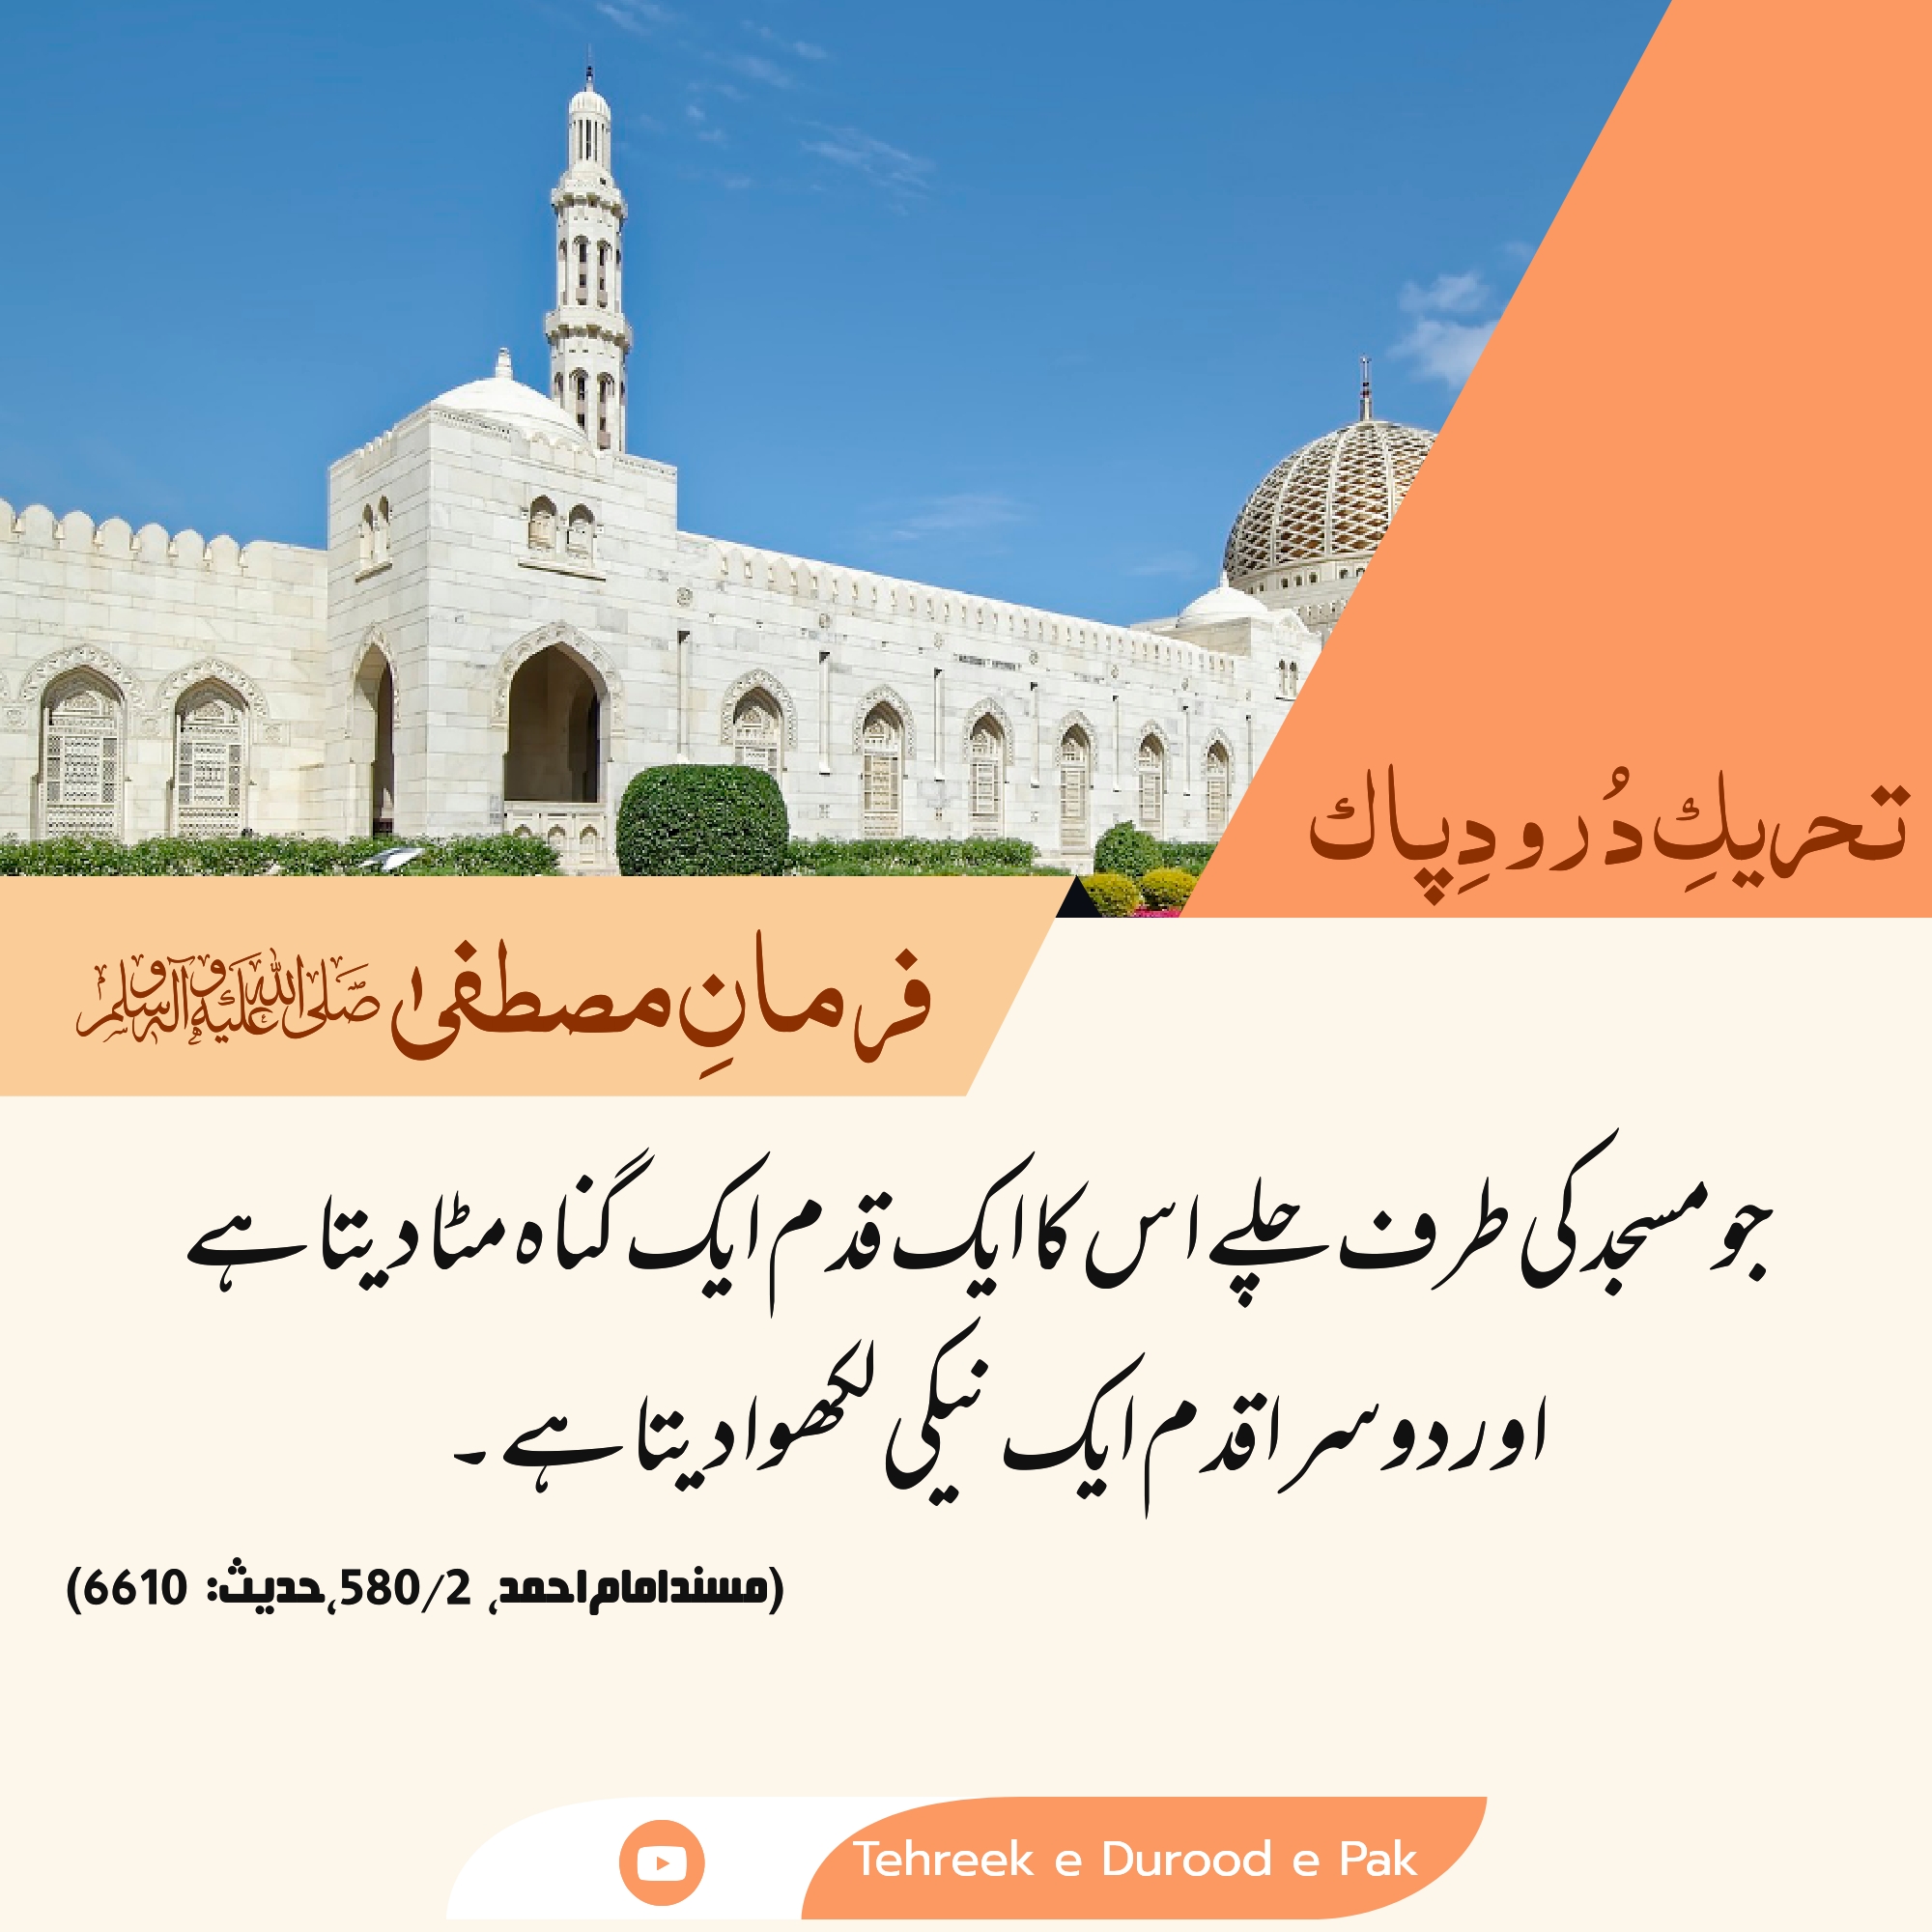 تحریکِ دُرودِ پاک
فرمانِ مصطفیٰ صلی اللہ علیہ وآلہ وسلم
جو مسجد کی طرف چلے اس کا ایک قدم ایک گناہ مٹا دیتا ہے
اور دوسرا قدم ایک نیکی لکھوا دیتا ہے ۔
(مسند امام احمد، 580/2، حدیث: 6610)
Tehreek e Durood e Pak